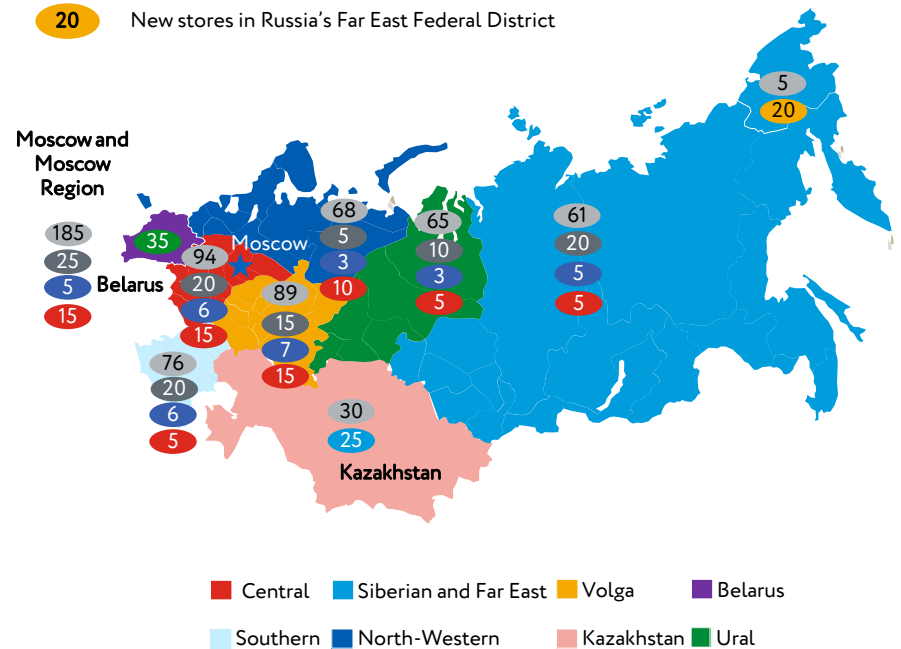 20 New stores in Russia's Far East Federal District
5
20
Moscow and
Moscow
Region
185
25
5
15
35
Belarus
94
20
6
15
Moscow
68
5
3
10
65
10
3
5
61
20
5
5
89
15
7
15
76
20
6
5
30
25
Kazakhstan
Central
Siberian and Far East
Volga
Belarus
Southern
North-Western
Kazakhstan
Ural